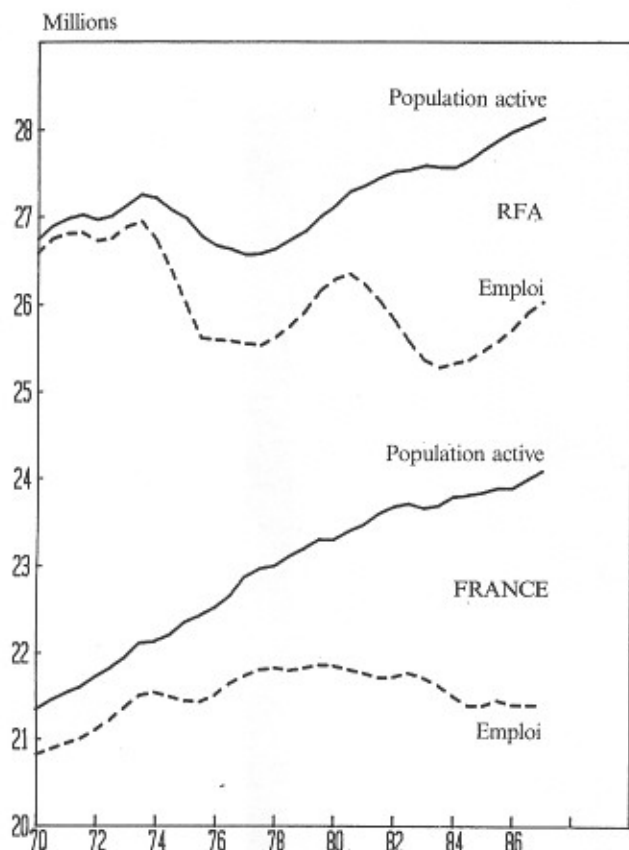 Millions
Population active
28
27
RFA
26
Emploi
25
24
Population active
23
FRANCE
22
21
Emploi
20
70 72 74 76 78 80 82 84 86